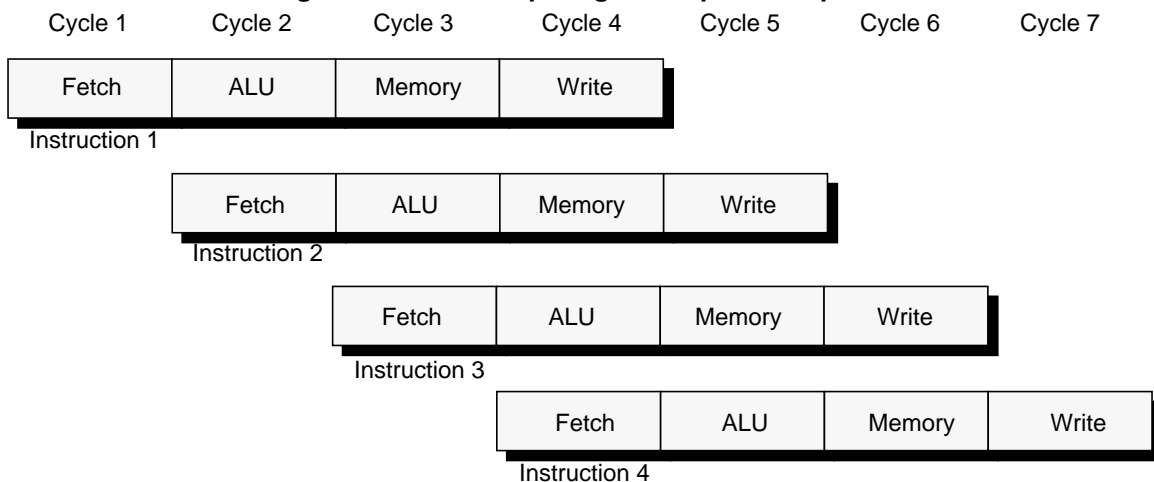 Cycle 1 Cycle 2 Cycle 3 Cycle 4 Cycle 5 Cycle 6 Cycle 7
Fetch ALU Memory Write
Instruction 1
Fetch ALU Memory Write
Instruction 2
Fetch ALU Memory Write
Instruction 3
Fetch ALU Memory Write
Instruction 4